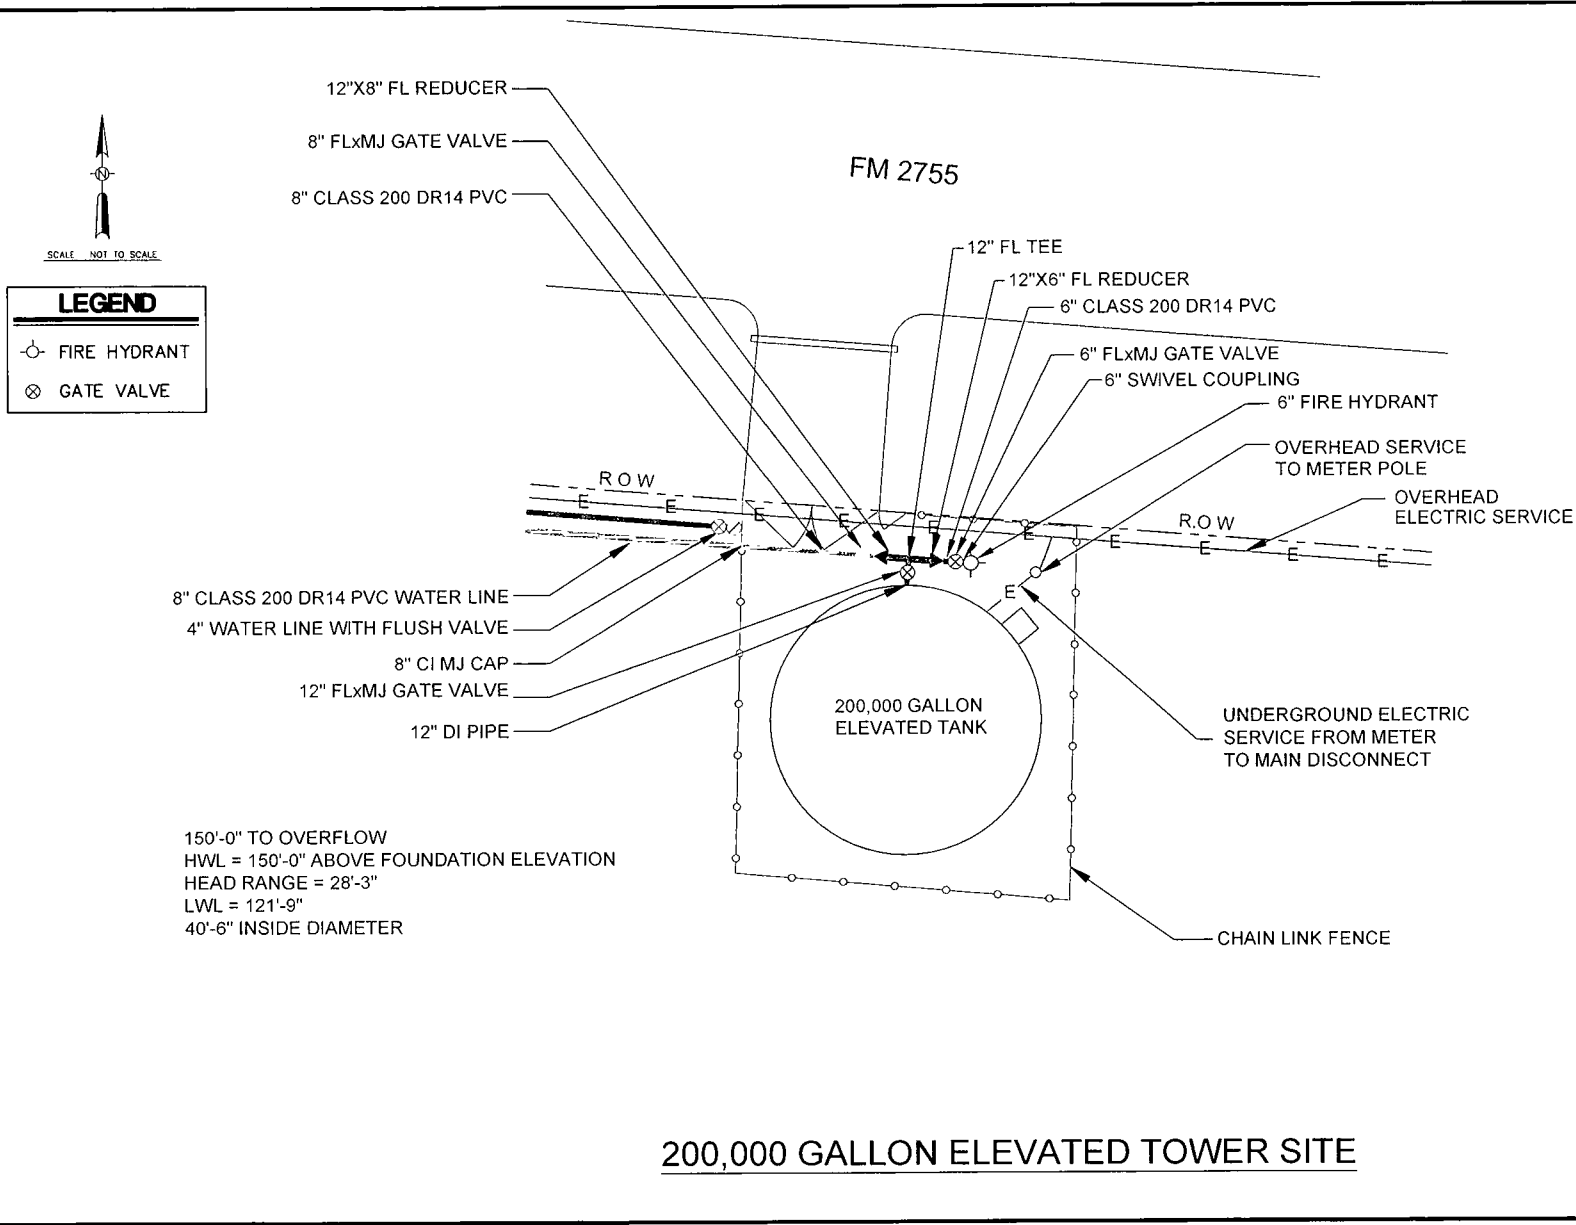 12"X8" FL REDUCER
8" FLxMJ GATE VALVE
8" CLASS 200 DR14 PVC
FM 2755
N
SCALE NOT TO SCALE
LEGEND
FIRE HYDRANT
GATE VALVE
12" FL TEE
12"X6" FL REDUCER
6" CLASS 200 DR14 PVC
6" FLxMJ GATE VALVE
6" SWIVEL COUPLING
6" FIRE HYDRANT
OVERHEAD SERVICE
TO METER POLE
OVERHEAD
ELECTRIC SERVICE
R O W
R.O W
E E E E E E E E E E
E
8" CLASS 200 DR14 PVC WATER LINE
4" WATER LINE WITH FLUSH VALVE
8" CI MJ CAP
12" FLxMJ GATE VALVE
12" DI PIPE
200,000 GALLON
ELEVATED TANK
UNDERGROUND ELECTRIC
SERVICE FROM METER
TO MAIN DISCONNECT
150'-0" TO OVERFLOW
HWL = 150'-0" ABOVE FOUNDATION ELEVATION
HEAD RANGE = 28'-3"
LWL = 121'-9"
40'-6" INSIDE DIAMETER
CHAIN LINK FENCE
200,000 GALLON ELEVATED TOWER SITE